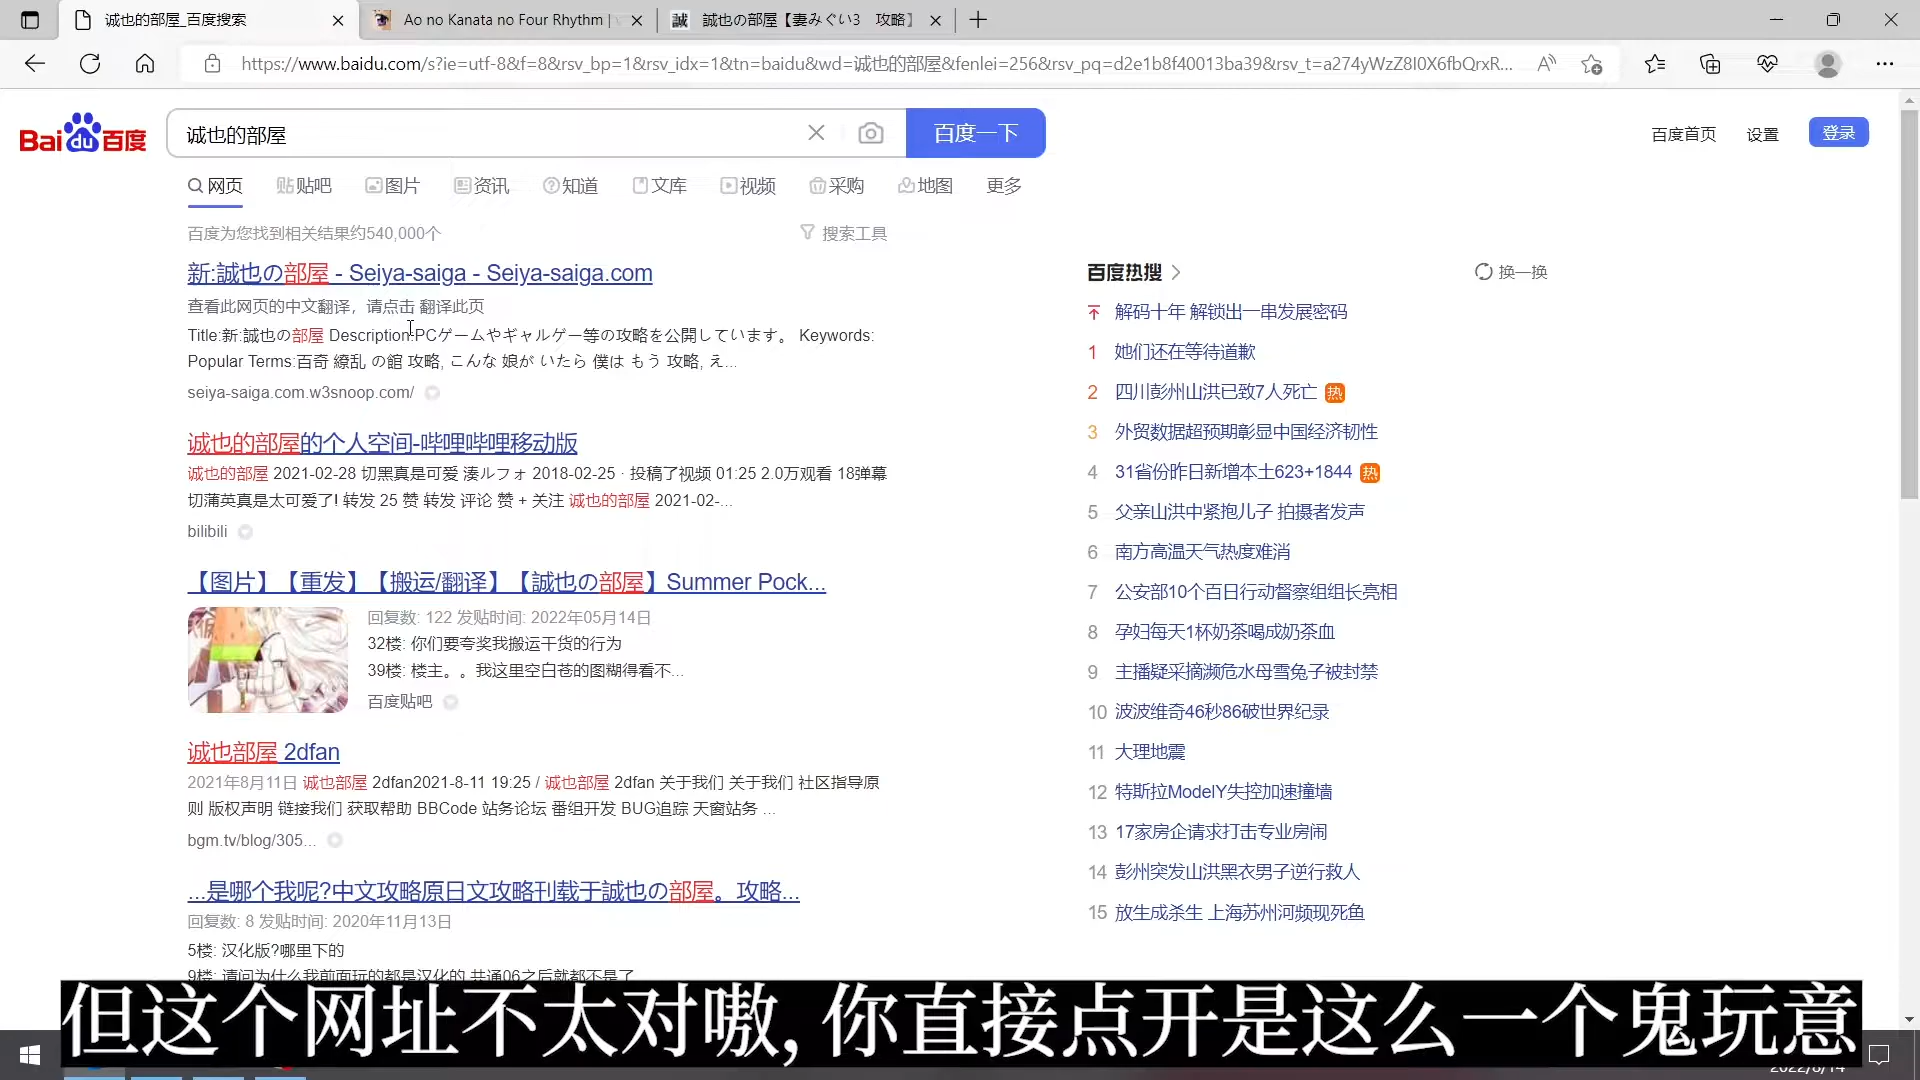 诚也的部屋_百度搜索
Ao no Kanata no Four Rhythm |
誠 誠也の部屋【妻みぐい3 攻略】
https://www.baidu.com/s?ie=utf-8&f=8&rsv_bp=1&rsv_idx=1&tn=baidu&wd=诚也的部屋&fenlei=256&rsv_pq=d2e1b8f40013ba39&rsv_t=a274yWzZ8I0X6fbQrxR...
Bai du 百度
诚也的部屋
百度一下
百度首页 设置 登录
网页 贴吧 图片 资讯 知道 文库 视频 采购 地图 更多
百度为您找到相关结果约540,000个
搜索工具
新:誠也の部屋 - Seiya-saiga - Seiya-saiga.com
查看此网页的中文翻译，请点击 翻译此页
Title:新:誠也の部屋 Description:PCゲームやギャルゲー等の攻略を公開しています。 Keywords:
Popular Terms:百奇 繚乱 の館 攻略, こんな 娘が いたら 僕は もう 攻略, え...
seiya-saiga.com.w3snoop.com/
诚也的部屋的个人空间-哔哩哔哩移动版
诚也的部屋 2021-02-28 切黑真是可爱 湊ルフォ 2018-02-25 · 投稿了视频 01:25 2.0万观看 18弹幕
切蒲英真是太可爱了! 转发 25 赞 转发 评论 赞 + 关注 诚也的部屋 2021-02-...
bilibili
【图片】【重发】【搬运/翻译】【誠也の部屋】Summer Pock...
回复数: 122 发贴时间: 2022年05月14日
32楼: 你们要夸奖我搬运干货的行为
39楼: 楼主。。我这里空白苍的图糊得看不...
百度贴吧
诚也部屋 2dfan
2021年8月11日 诚也部屋 2dfan2021-8-11 19:25 / 诚也部屋 2dfan 关于我们 关于我们 社区指导原
则 版权声明 链接我们 获取帮助 BBCode 站务论坛 番组开发 BUG追踪 天窗站务 ...
bgm.tv/blog/305...
...是哪个我呢?中文攻略原日文攻略刊载于誠也の部屋。攻略...
回复数: 8 发贴时间: 2020年11月13日
5楼: 汉化版?哪里下的
9楼: 请问为什么我前面玩的都是汉化的 共通06之后就都不是了
百度热搜
换一换
解码十年 解锁出一串发展密码
1 她们还在等待道歉
2 四川彭州山洪已致7人死亡 热
3 外贸数据超预期彰显中国经济韧性
4 31省份昨日新增本土623+1844 热
5 父亲山洪中紧抱儿子 拍摄者发声
6 南方高温天气热度难消
7 公安部10个百日行动督察组组长亮相
8 孕妇每天1杯奶茶喝成奶茶血
9 主播疑采摘濒危水母雪兔子被封禁
10 波波维奇46秒86破世界纪录
11 大理地震
12 特斯拉ModelY失控加速撞墙
13 17家房企请求打击专业房闹
14 彭州突发山洪黑衣男子逆行救人
15 放生成杀生 上海苏州河频现死鱼
但这个网址不太对嗷,你直接点开是这么一个鬼玩意
2022/8/14